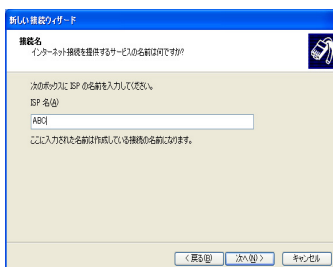 新しい接続ウィザード
接続名
インターネット接続を提供するサービスの名前は何ですか?
次のボックスに ISP の名前を入力してください。
ISP 名(A)
ABC
ここに入力された名前は作成している接続の名前になります。
< 戻る(B)
次へ(N) >
キャンセル